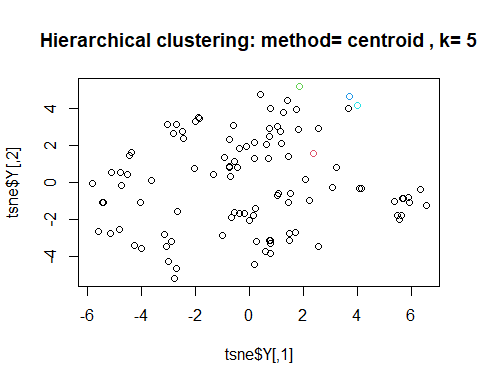 Hierarchical clustering: method= centroid , k= 5
tsne$Y[,2]
4
2
0
-2
-4
-6 -4 -2 0 2 4 6
tsne$Y[,1]